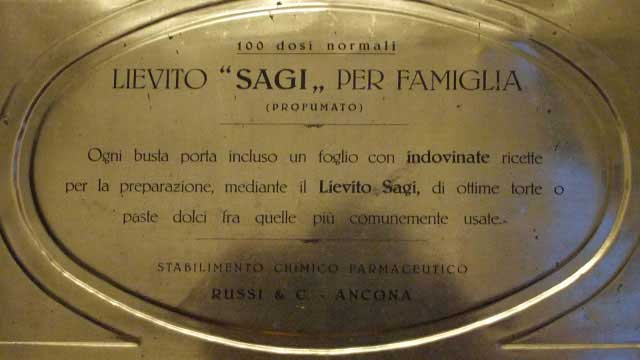 100 dosi normali
LIEVITO “SAGI„ PER FAMIGLIA
(PROFUMATO)
Ogni busta porta incluso un foglio con indovinate ricette
per la preparazione, mediante il Lievito Sagi, di ottime torte o
paste dolci fra quelle più comunemente usate.
STABILIMENTO CHIMICO FARMACEUTICO
RUSSI & C. - ANCONA